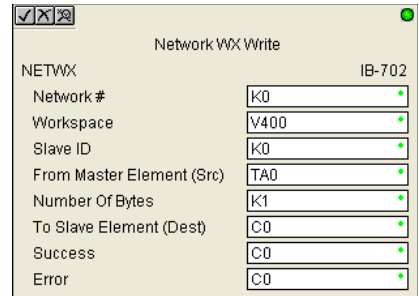 Network WX Write
NETWX IB-702
Network # K0
Workspace V400
Slave ID K0
From Master Element (Src) TA0
Number Of Bytes K1
To Slave Element (Dest) C0
Success C0
Error C0